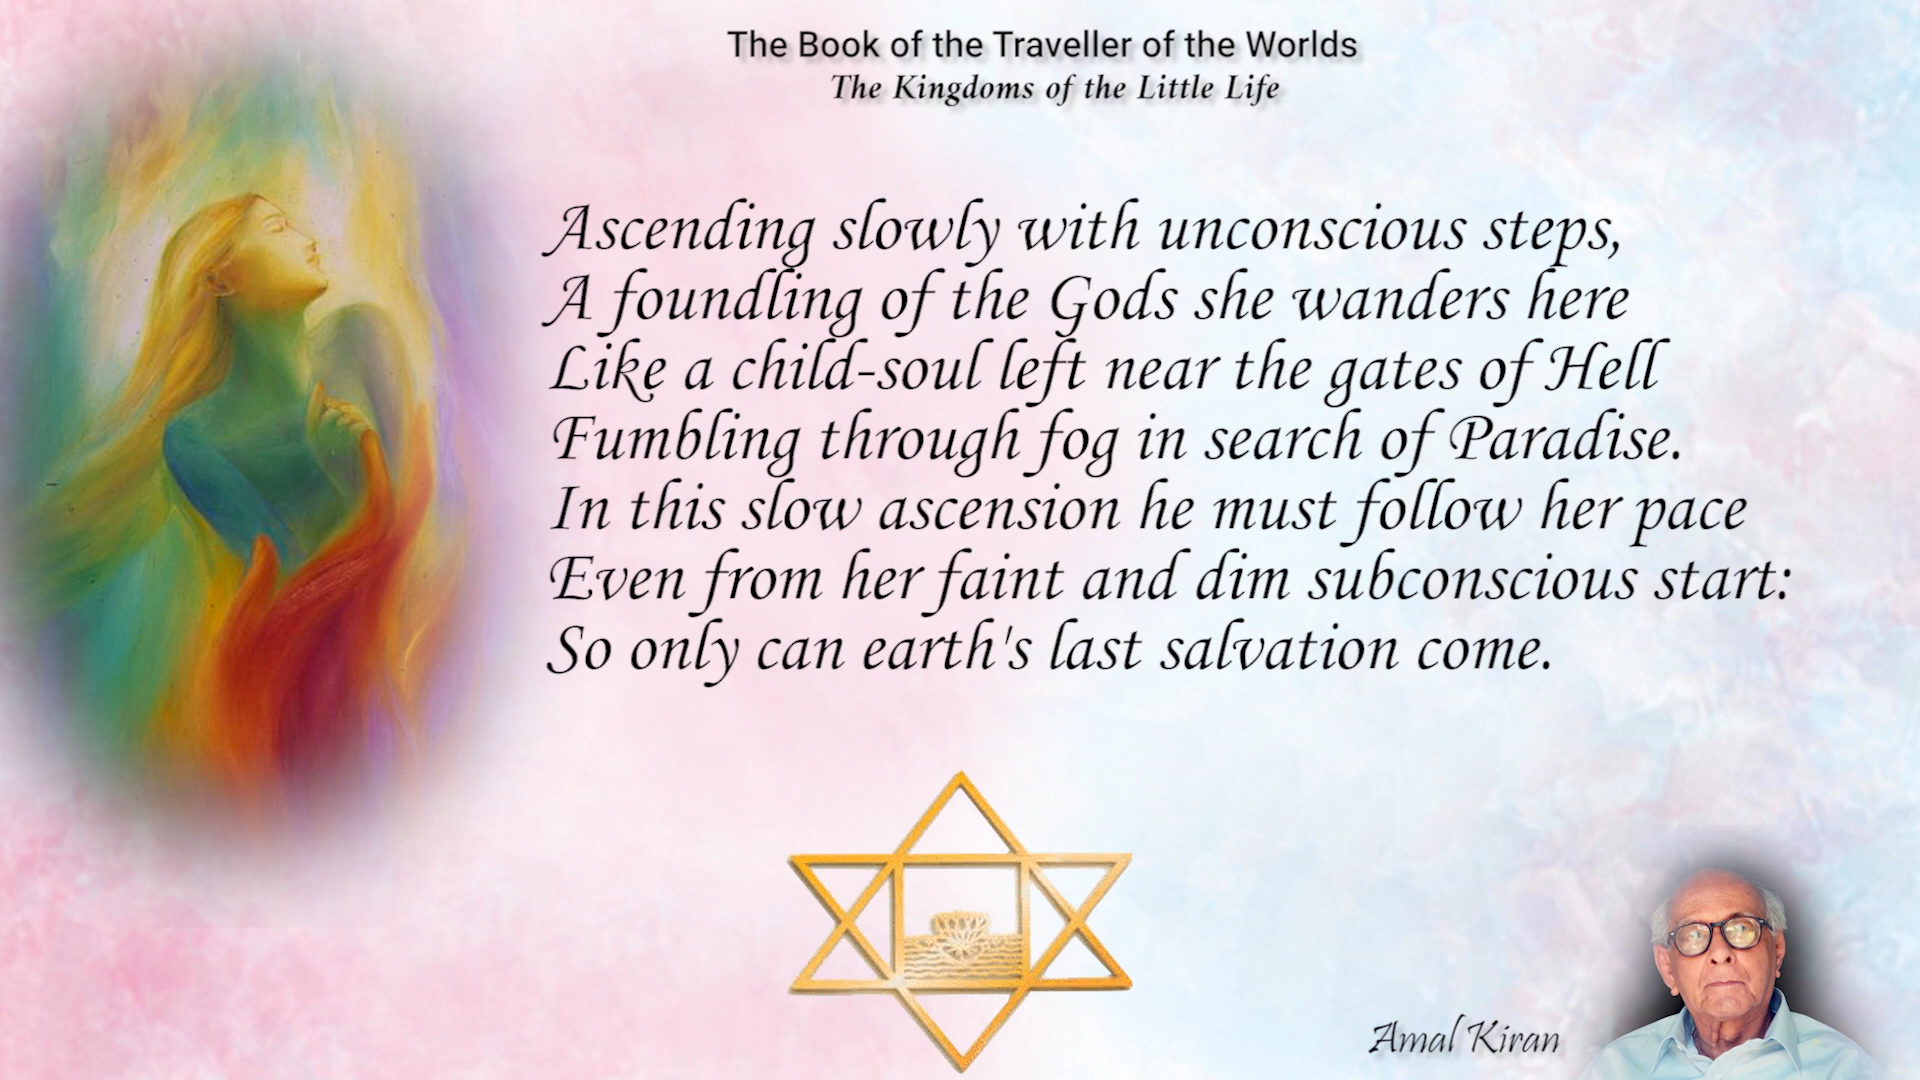 The Book of the Traveller of the Worlds
The Kingdoms of the Little Life
Ascending slowly with unconscious steps,
A foundling of the Gods she wanders here
Like a child-soul left near the gates of Hell
Fumbling through fog in search of Paradise.
In this slow ascension he must follow her pace
Even from her faint and dim subconscious start:
So only can earth's last salvation come.
Amal Kiran